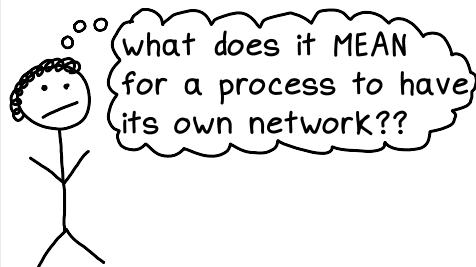 what does it MEAN
for a process to have
its own network??